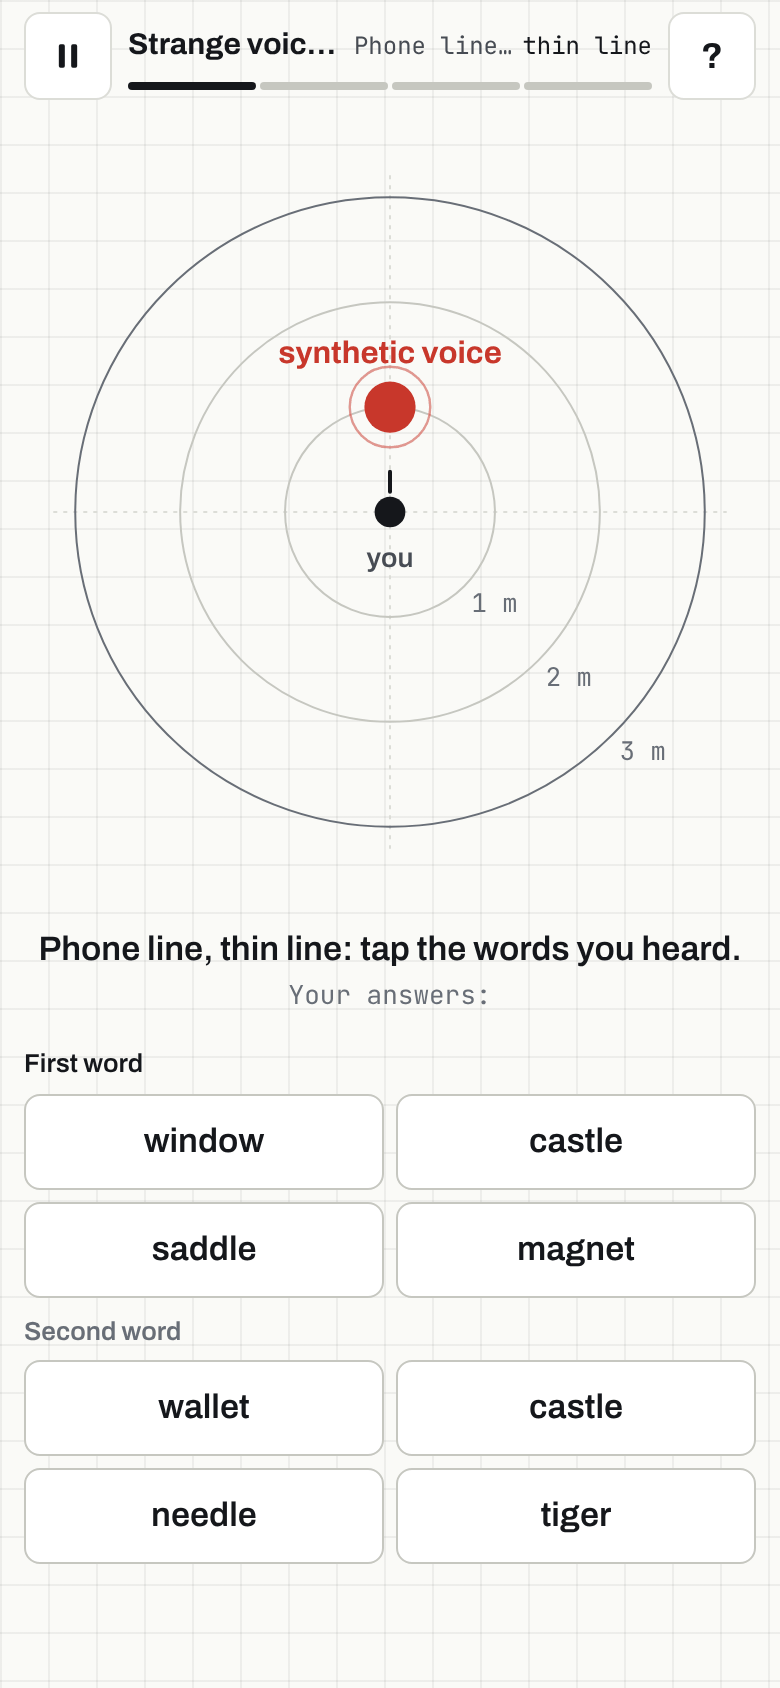 Strange voic… Phone line… thin line ?
synthetic voice
you
1 m
2 m
3 m
Phone line, thin line: tap the words you heard.
Your answers:
First word
window castle
saddle magnet
Second word
wallet castle
needle tiger